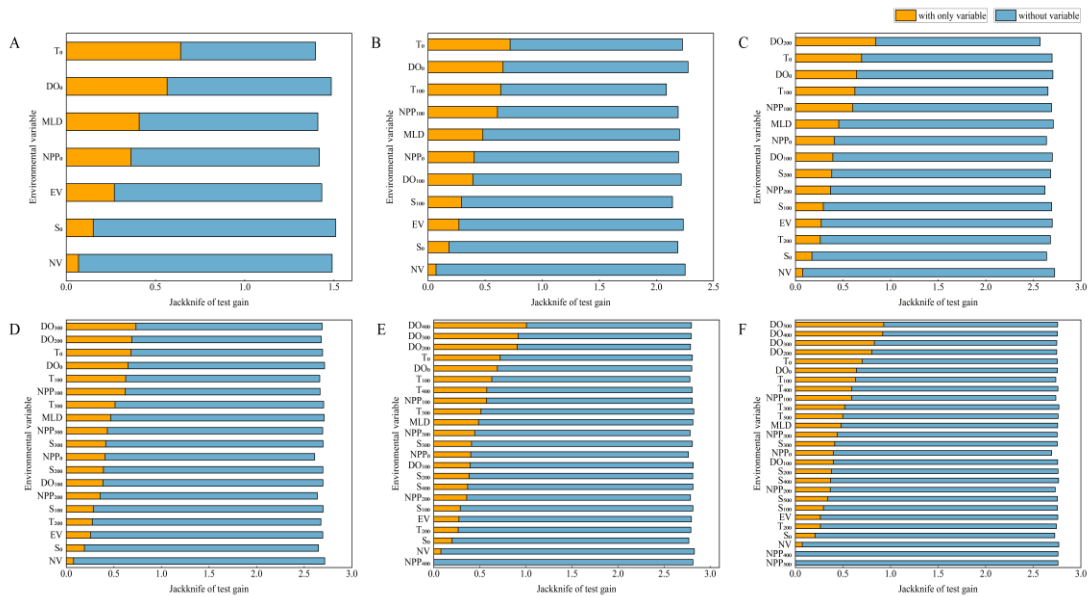 with only variable
without variable
A
Environmental variable
T₀
DO₀
MLD
NPP₀
EV
S₀
NV
0.0 0.5 1.0 1.5
Jackknife of test gain
B
Environmental variable
T₀
DO₀
T₁₀₀
NPP₁₀₀
MLD
NPP₀
DO₁₀₀
S₁₀₀
EV
S₀
NV
0.0 0.5 1.0 1.5 2.0 2.5
Jackknife of test gain
C
Environmental variable
DO₂₀₀
T₀
DO₀
T₁₀₀
NPP₁₀₀
MLD
NPP₀
DO₁₀₀
S₂₀₀
NPP₂₀₀
S₁₀₀
EV
T₂₀₀
S₀
NV
0.0 0.5 1.0 1.5 2.0 2.5 3.0
Jackknife of test gain
D
Environmental variable
DO₃₀₀
DO₂₀₀
T₀
DO₀
T₁₀₀
NPP₁₀₀
T₃₀₀
MLD
NPP₃₀₀
S₃₀₀
NPP₀
S₂₀₀
DO₁₀₀
NPP₂₀₀
S₁₀₀
T₂₀₀
EV
S₀
NV
0.0 0.5 1.0 1.5 2.0 2.5 3.0
Jackknife of test gain
E
Environmental variable
DO₄₀₀
DO₃₀₀
DO₂₀₀
T₀
DO₀
T₁₀₀
T₄₀₀
NPP₁₀₀
T₃₀₀
MLD
NPP₃₀₀
S₃₀₀
NPP₀
DO₁₀₀
S₂₀₀
S₄₀₀
NPP₂₀₀
S₁₀₀
EV
T₂₀₀
S₀
NV
NPP₄₀₀
0.0 0.5 1.0 1.5 2.0 2.5 3.0
Jackknife of test gain
F
Environmental variable
DO₅₀₀
DO₄₀₀
DO₃₀₀
DO₂₀₀
T₀
DO₀
T₁₀₀
T₄₀₀
NPP₁₀₀
T₃₀₀
T₅₀₀
MLD
NPP₃₀₀
S₃₀₀
NPP₀
DO₁₀₀
S₂₀₀
S₄₀₀
NPP₂₀₀
S₅₀₀
S₁₀₀
EV
T₂₀₀
S₀
NV
NPP₄₀₀
NPP₅₀₀
0.0 0.5 1.0 1.5 2.0 2.5 3.0
Jackknife of test gain